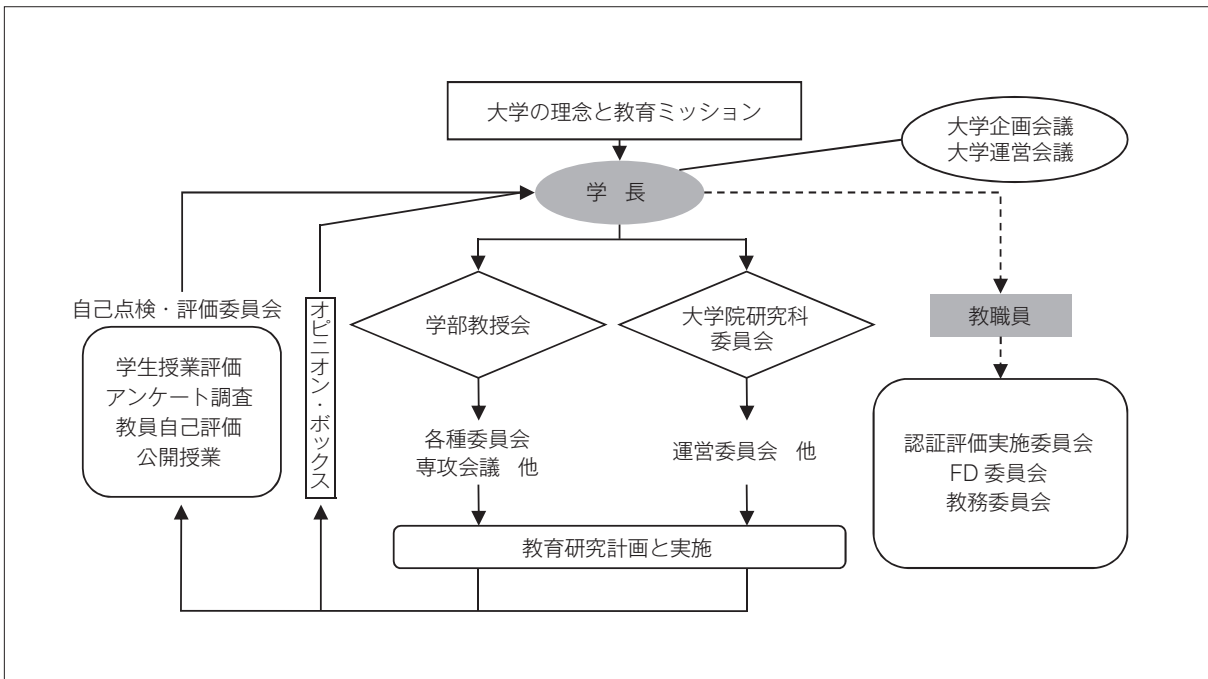 大学の理念と教育ミッション
大学企画会議
大学運営会議
学　長
自己点検・評価委員会
学生授業評価
アンケート調査
教員自己評価
公開授業
オピニオン・ボックス
学部教授会
大学院研究科
委員会
教職員
各種委員会
専攻会議　他
運営委員会　他
認証評価実施委員会
FD 委員会
教務委員会
教育研究計画と実施